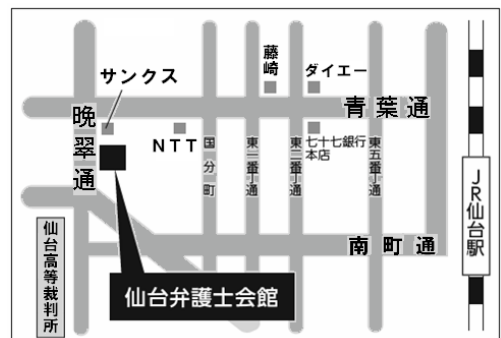 藤崎
ダイエー
サンクス
青葉通
晩翠通
NTT
国分町
東一番丁通
東二番丁通
七十七銀行
本店
東五番丁通
JR仙台駅
南町通
仙台高等裁判所
仙台弁護士会館